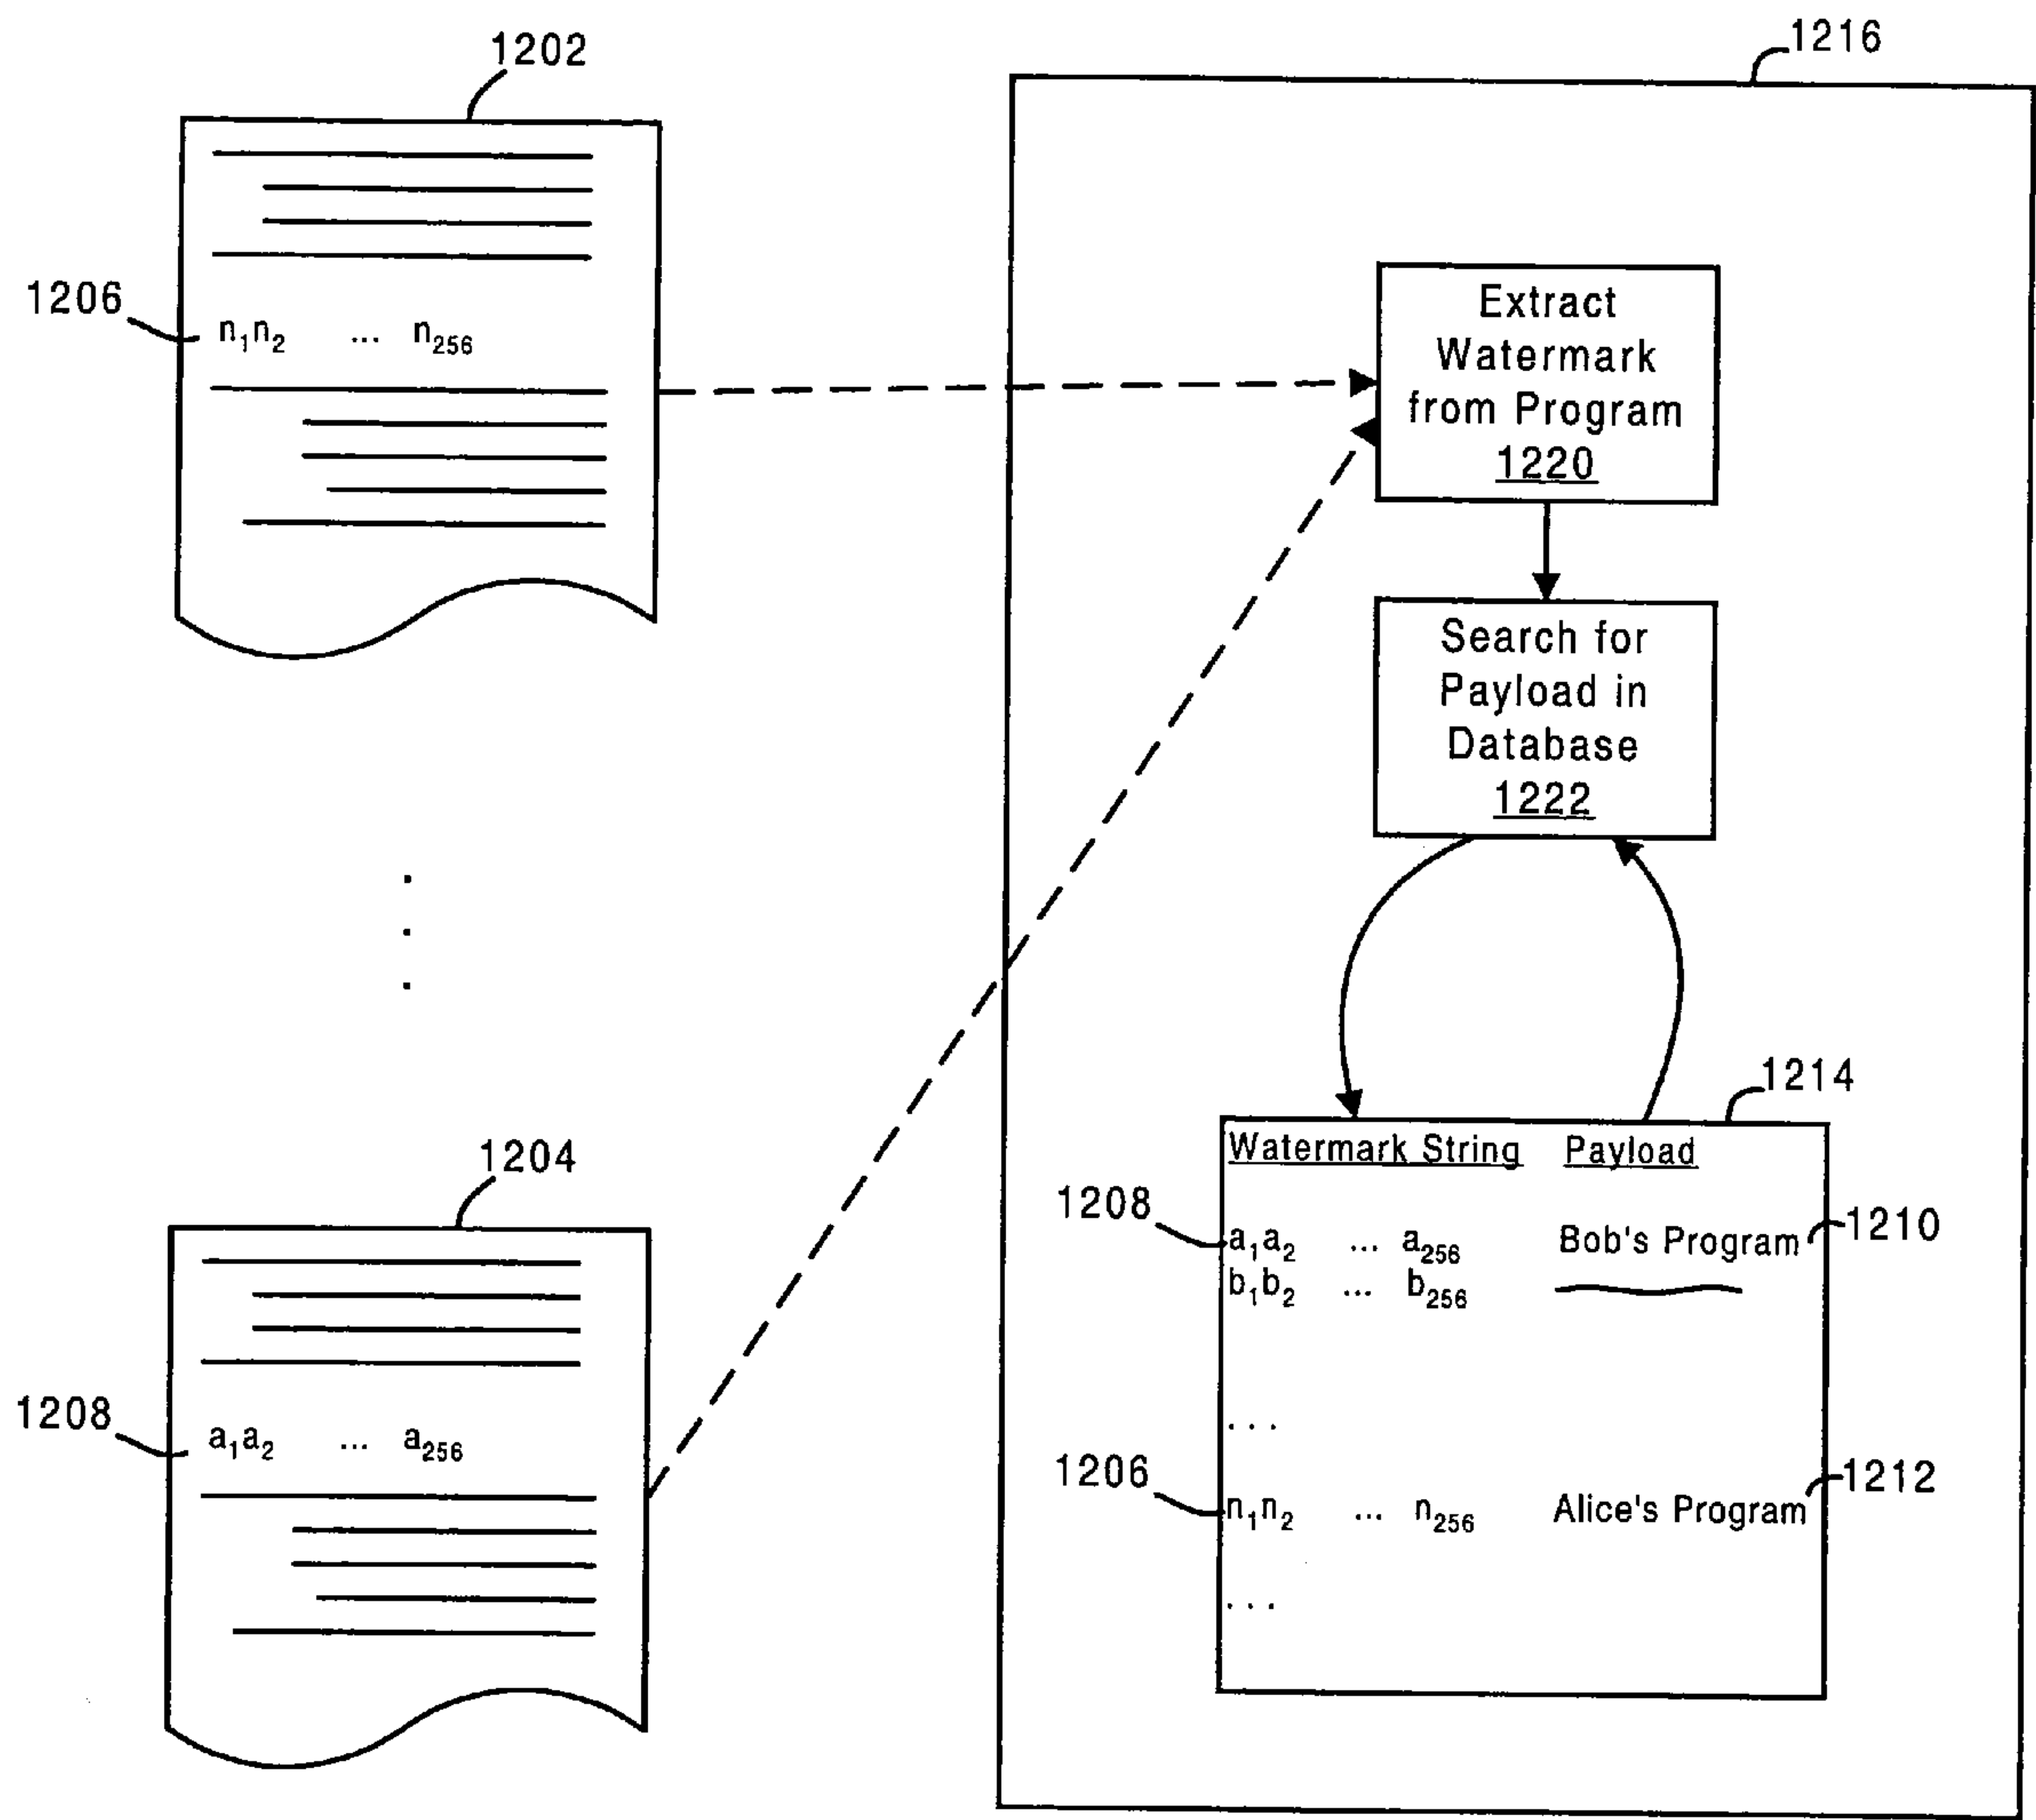 1202
1206
n₁n₂ ... n₂₅₆
1204
1208
a₁a₂ ... a₂₅₆
1216
Extract
Watermark
from Program
1220
Search for
Payload in
Database
1222
1214
Watermark String Payload
1208
a₁a₂ ... a₂₅₆ Bob's Program
1210
b₁b₂ ... b₂₅₆
...
1206
n₁n₂ ... n₂₅₆ Alice's Program
1212
...